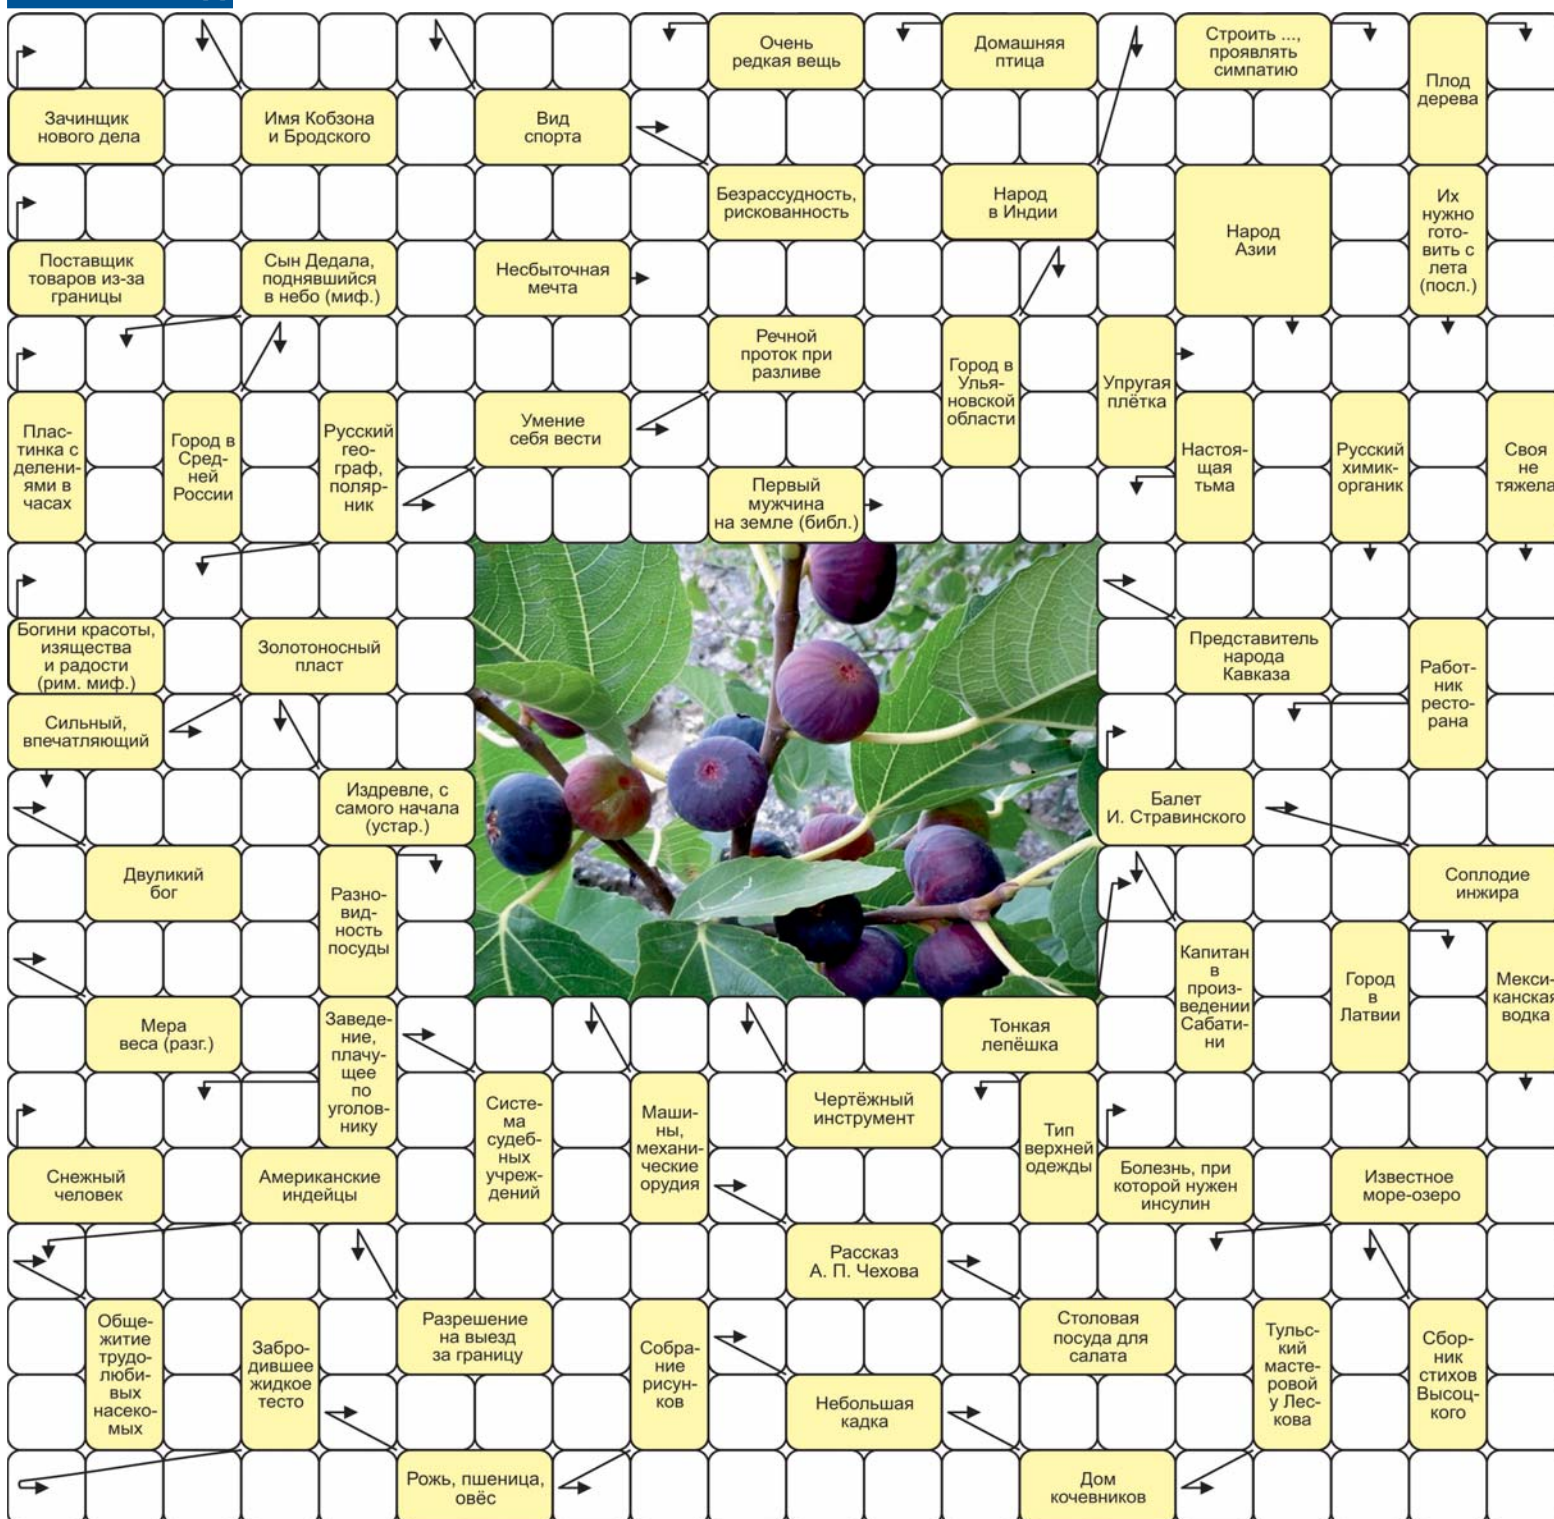 Очень
редкая вещь
Домашняя
птица
Строить ...,
проявлять
симпатию
Плод
дерева
Зачинщик
нового дела
Имя Кобзона
и Бродского
Вид
спорта
Безрассудность,
рискованность
Народ
в Индии
Народ
Азии
Их
нужно
гото-
вить с
лета
(посл.)
Поставщик
товаров из-за
границы
Сын Дедала,
поднявшийся
в небо (миф.)
Несбыточная
мечта
Речной
проток при
разливе
Город в
Улья-
новской
области
Упругая
плётка
Плас-
тинка с
делени-
ями в
часах
Город в
Сред-
ней
России
Русский
гео-
граф,
поляр-
ник
Умение
себя вести
Настоя-
щая
тьма
Русский
химик-
органик
Своя
не
тяжела
Первый
мужчина
на земле (библ.)
Богини красоты,
изящества
и радости
(рим. миф.)
Золотоносный
пласт
Представитель
народа
Кавказа
Работ-
ник
ресто-
рана
Сильный,
впечатляющий
Издревле, с
самого начала
(устар.)
Балет
И. Стравинского
Двуликий
бог
Разно-
вид-
ность
посуды
Соплодие
инжира
Капитан
в
произ-
ведении
Сабати-
ни
Город
в
Латвии
Мекси-
канская
водка
Мера
веса (разг.)
Заведе-
ние,
плачу-
щее
по
уголов-
нику
Тонкая
лепёшка
Систе-
ма
судеб-
ных
учреж-
дений
Маши-
ны,
механи-
ческие
орудия
Чертёжный
инструмент
Тип
верхней
одежды
Снежный
человек
Американские
индейцы
Болезнь, при
которой нужен
инсулин
Известное
море-озеро
Рассказ
А. П. Чехова
Обще-
житие
трудо-
люби-
вых
насеко-
мых
Забро-
дившее
жидкое
тесто
Разрешение
на выезд
за границу
Собра-
ние
рисун-
ков
Столовая
посуда для
салата
Тульс-
кий
масте-
ровой
у Лес-
кова
Сбор-
ник
стихов
Высоц-
кого
Небольшая
кадка
Рожь, пшеница,
овёс
Дом
кочевников